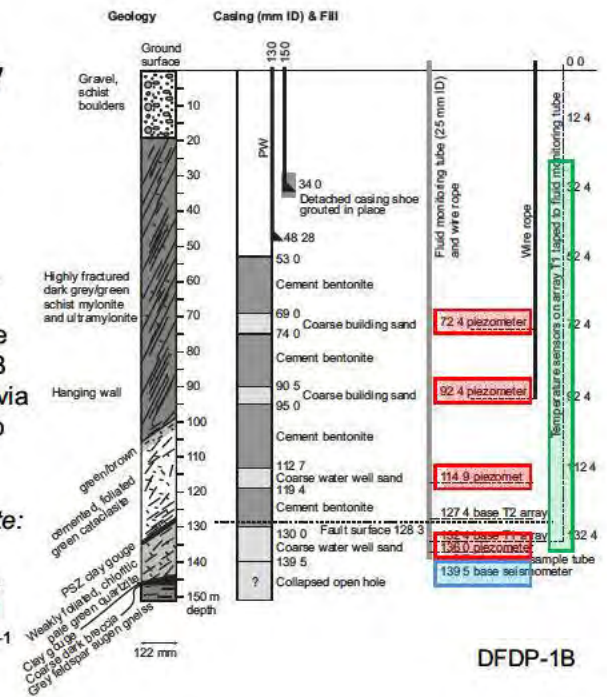 Geology
Casing (mm ID) & Fill
Ground
surface
130
150
0 0
Gravel,
schist
boulders
10
20
30
40
50
60
70
80
90
100
110
120
130
140
150 m
depth
PW
34 0
Detached casing shoe
grouted in place
48 28
53 0
Cement bentonite
69 0
Coarse building sand
74 0
Cement bentonite
90 5
Coarse building sand
95 0
Cement bentonite
112 7
Coarse water well sand
119 4
Cement bentonite
Fault surface 128 3
130 0
Coarse water well sand
139 5
? Collapsed open hole
Highly fractured
dark grey/green
schist mylonite
and ultramylonite
Hanging wall
green/brown
cemented, foliated
green cataclasite
PSZ clay gouge
Weakly foliated, chloritic
pale green quartzite
Clay gouge
Coarse dark breccia
Grey feldspar augen gneiss
122 mm
Fluid monitoring tube (25 mm ID)
and wire rope
Wire rope
Temperature sensors on array T1 taped to fluid monitoring tube
12 4
32 4
52 4
72 4
92 4
112 4
132 4
72 4 piezometer
92 4 piezometer
114 9 piezomet
127 4 base T2 array
132 4 base T1 array
136 0 piezometer
sample tube
139 5 base seismometer
DFDP-1B
e
3
via
o
te:
-1